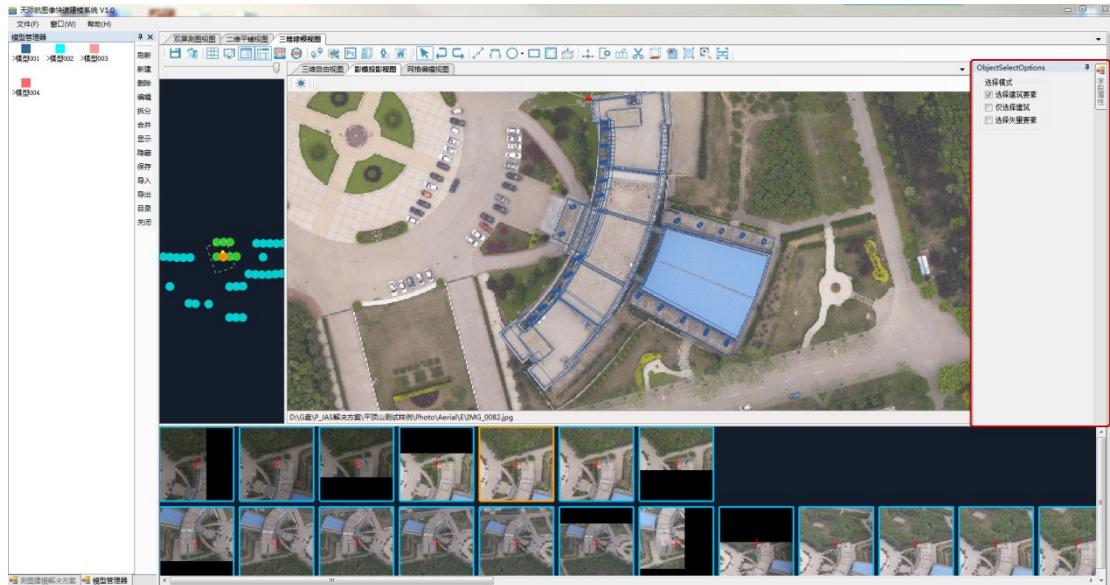 天际航图像快速建模系统 V1.0
文件(F) 窗口(W) 帮助(H)
模型管理器
>模型001 >模型002 >模型003
>模型004
刷新
新建
删除
编辑
拆分
合并
显示
隐藏
保存
导入
导出
目录
关闭
双屏测图视图 二维平铺视图 三维建模视图
三维自由视图 影像投影视图 网格编辑视图
D:\G盘\P_JAS解决方案\平顶山测试样例\Photo\Aerial\E\IMG_0082.jpg
ObjectSelectOptions
选择模式
选择建筑要素
仅选择建筑
选择矢量要素
字段属性
测图建模解决方案 模型管理器